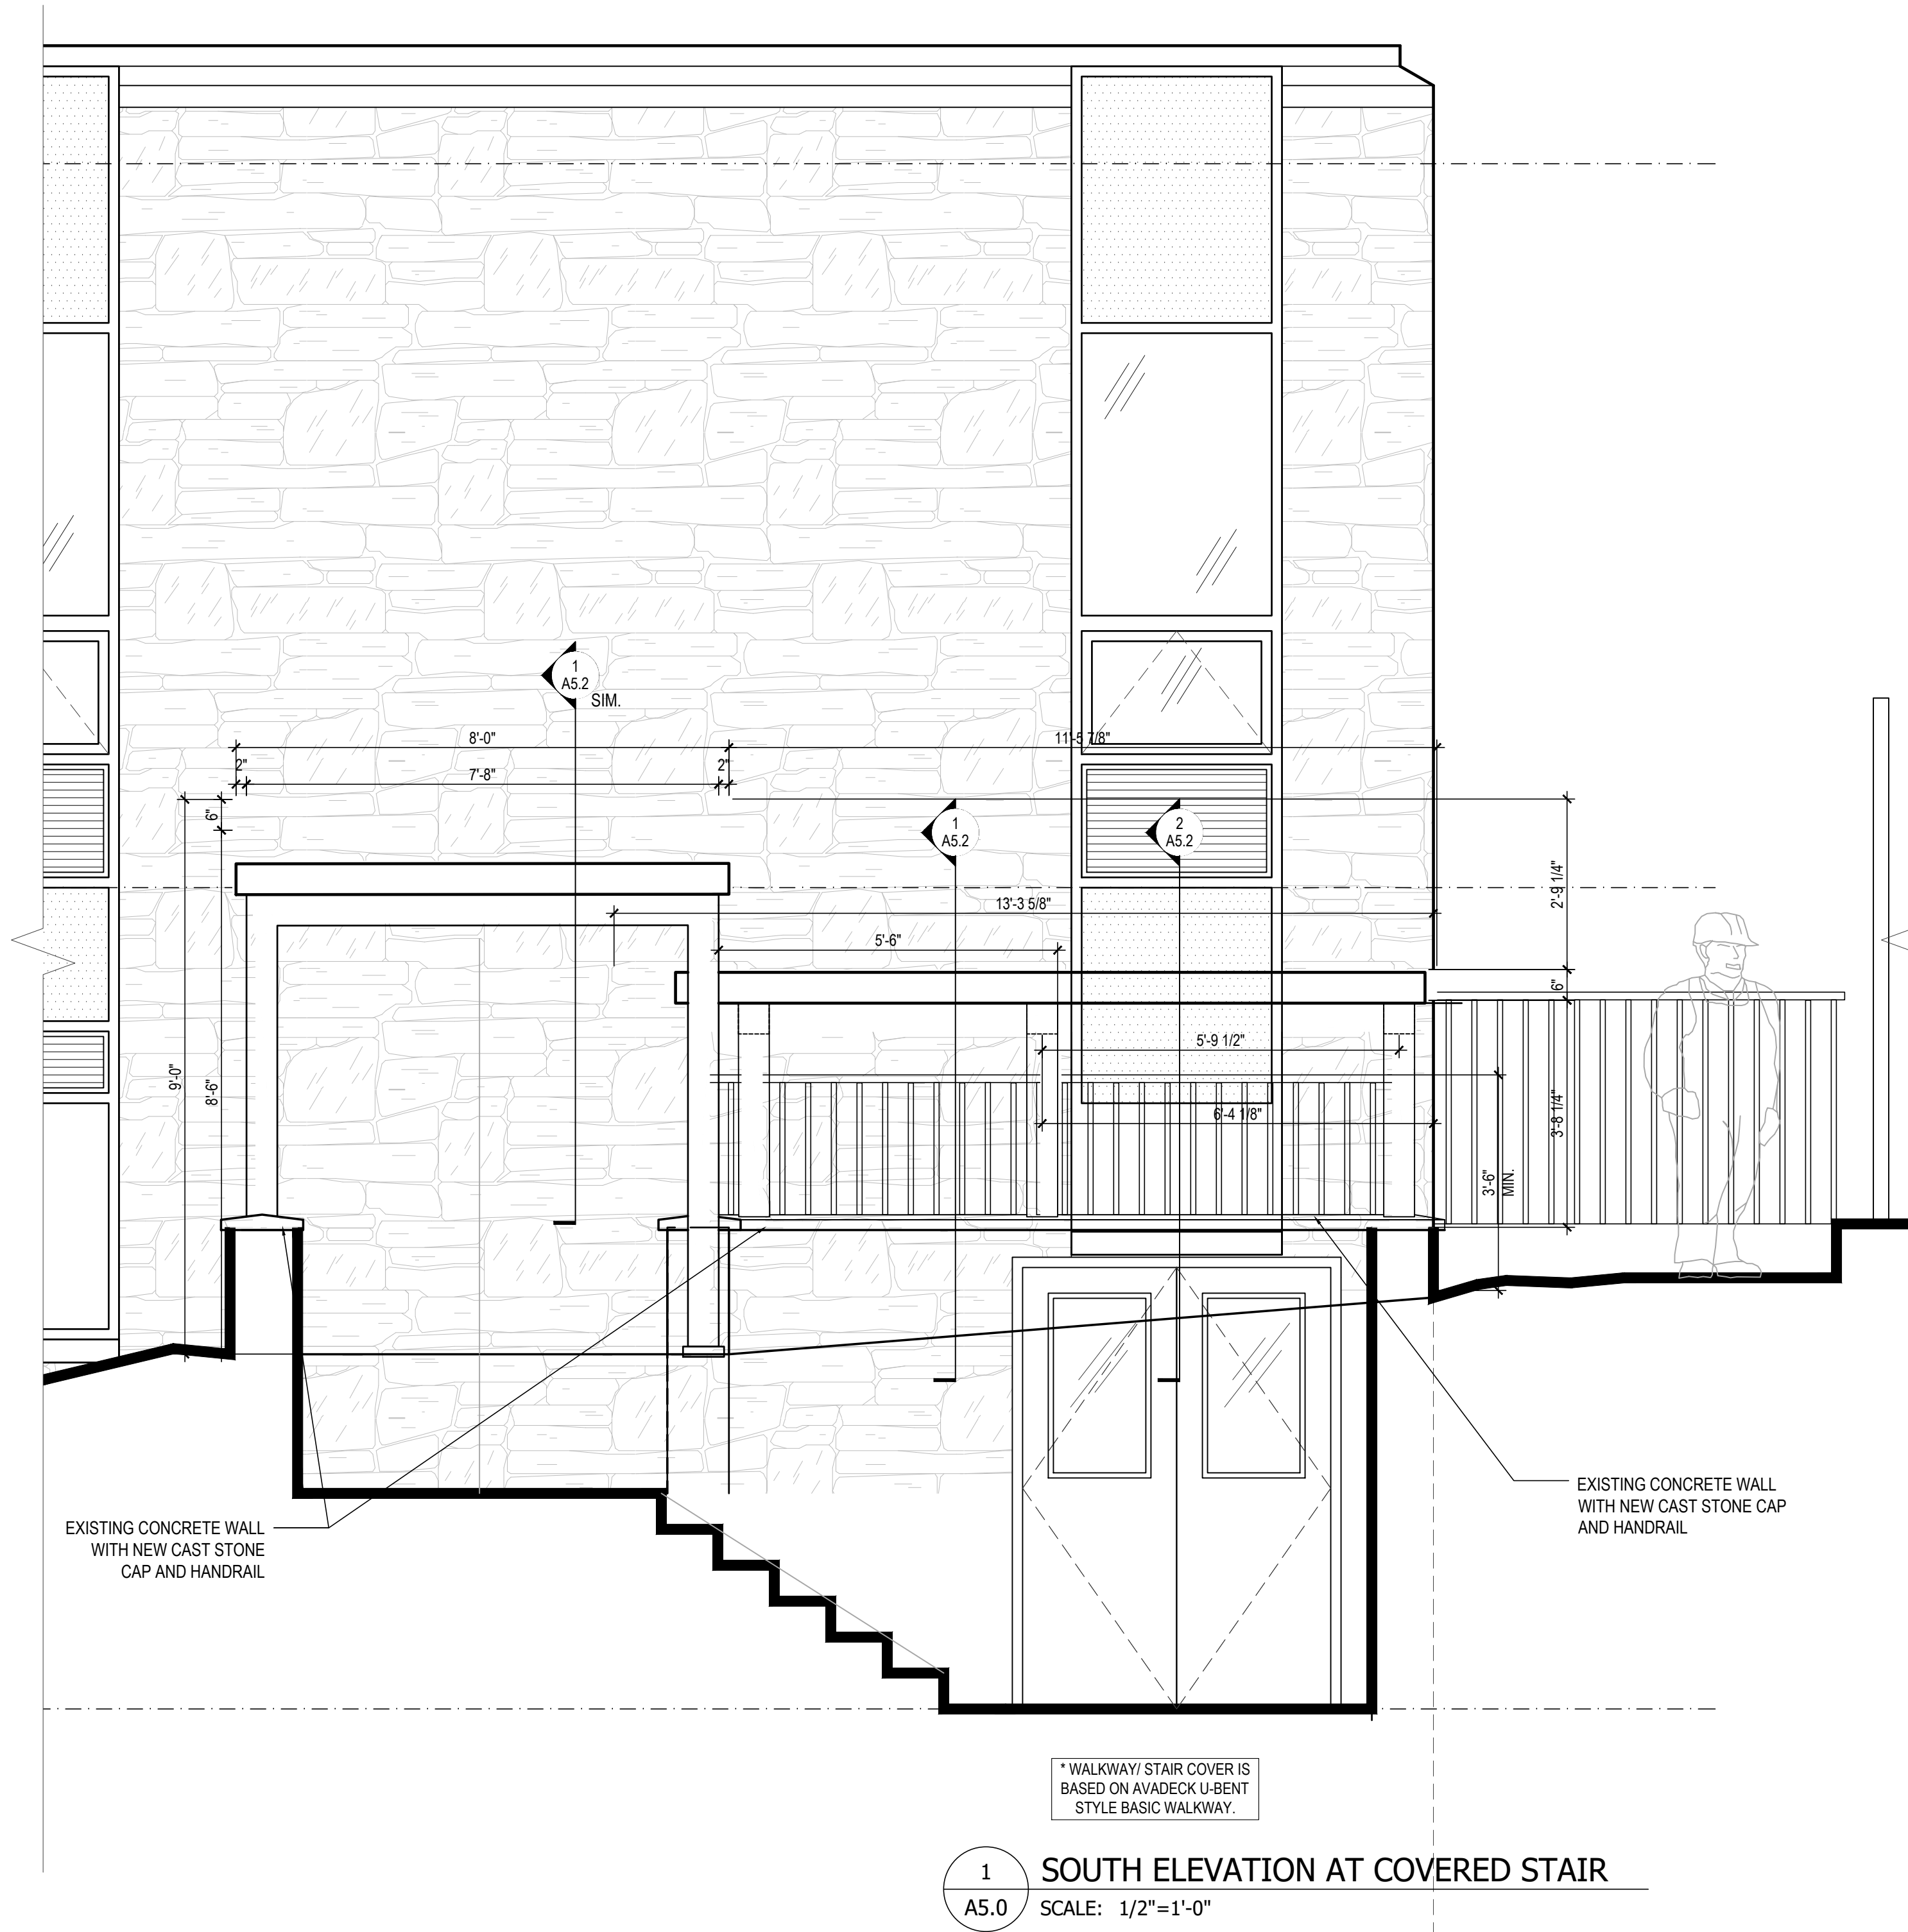 1
A5.2
SIM.
8'-0"
11'-5 7/8"
2"
7'-8"
2"
6"
1
A5.2
2
A5.2
2'-9 1/4"
13'-3 5/8"
5'-6"
6"
5'-9 1/2"
9'-0"
8'-6"
6'-4 1/8"
3'-8 1/4"
3'-6"
MIN.
EXISTING CONCRETE WALL
WITH NEW CAST STONE
CAP AND HANDRAIL
EXISTING CONCRETE WALL
WITH NEW CAST STONE CAP
AND HANDRAIL
* WALKWAY/ STAIR COVER IS
BASED ON AVADECK U-BENT
STYLE BASIC WALKWAY.
1
A5.0
SOUTH ELEVATION AT COVERED STAIR
SCALE: 1/2"=1'-0"